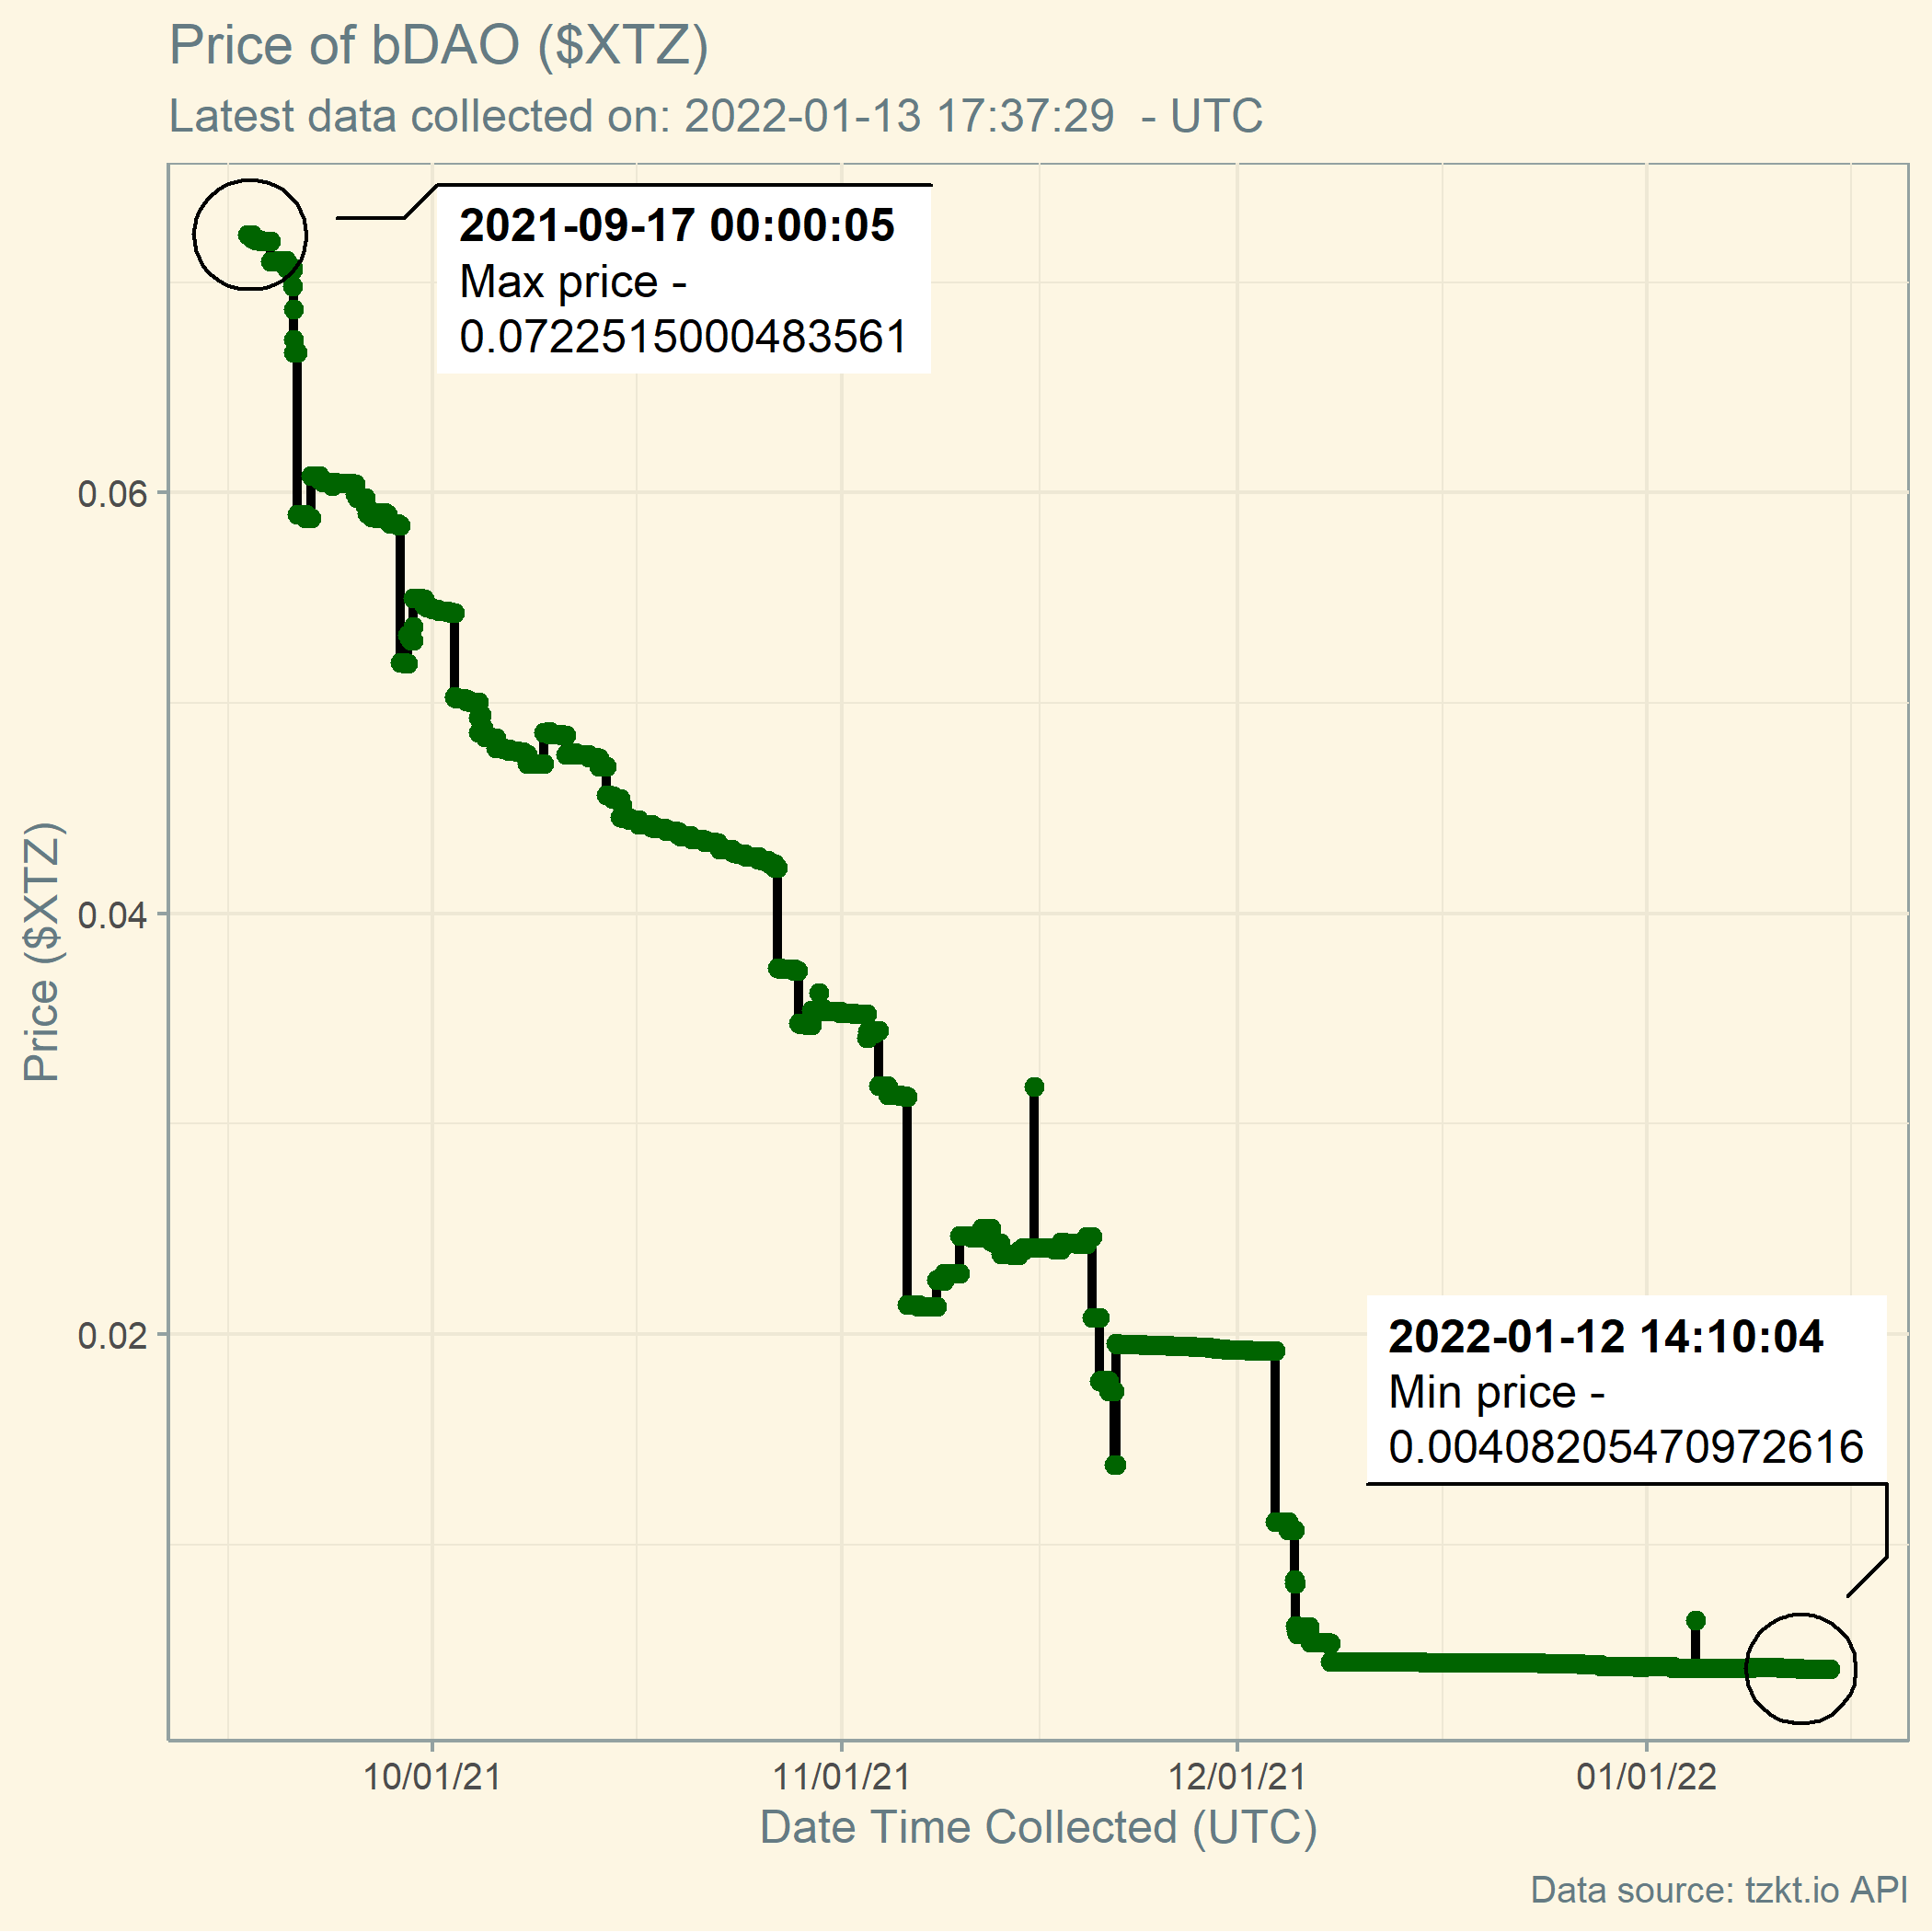 Price of bDAO ($XTZ)
Latest data collected on: 2022-01-13 17:37:29  - UTC
2021-09-17 00:00:05
Max price -
0.0722515000483561
0.06
0.04
0.02
Price ($XTZ)
2022-01-12 14:10:04
Min price -
0.00408205470972616
10/01/21
11/01/21
12/01/21
01/01/22
Date Time Collected (UTC)
Data source: tzkt.io API